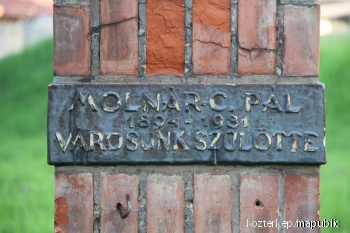 MOLNÁR-C. PÁL
1894-1981
VÁROSUNK SZÜLÖTTE
kozterkep.mapublic